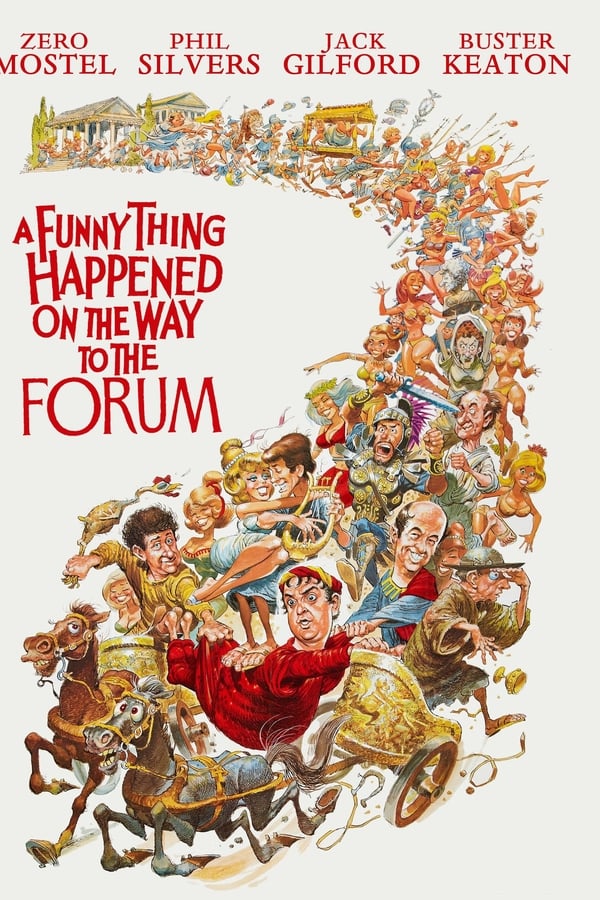 ZERO MOSTEL
PHIL SILVERS
JACK GILFORD
BUSTER KEATON
A FUNNY THING
HAPPENED
ON THE WAY
TO THE
FORUM